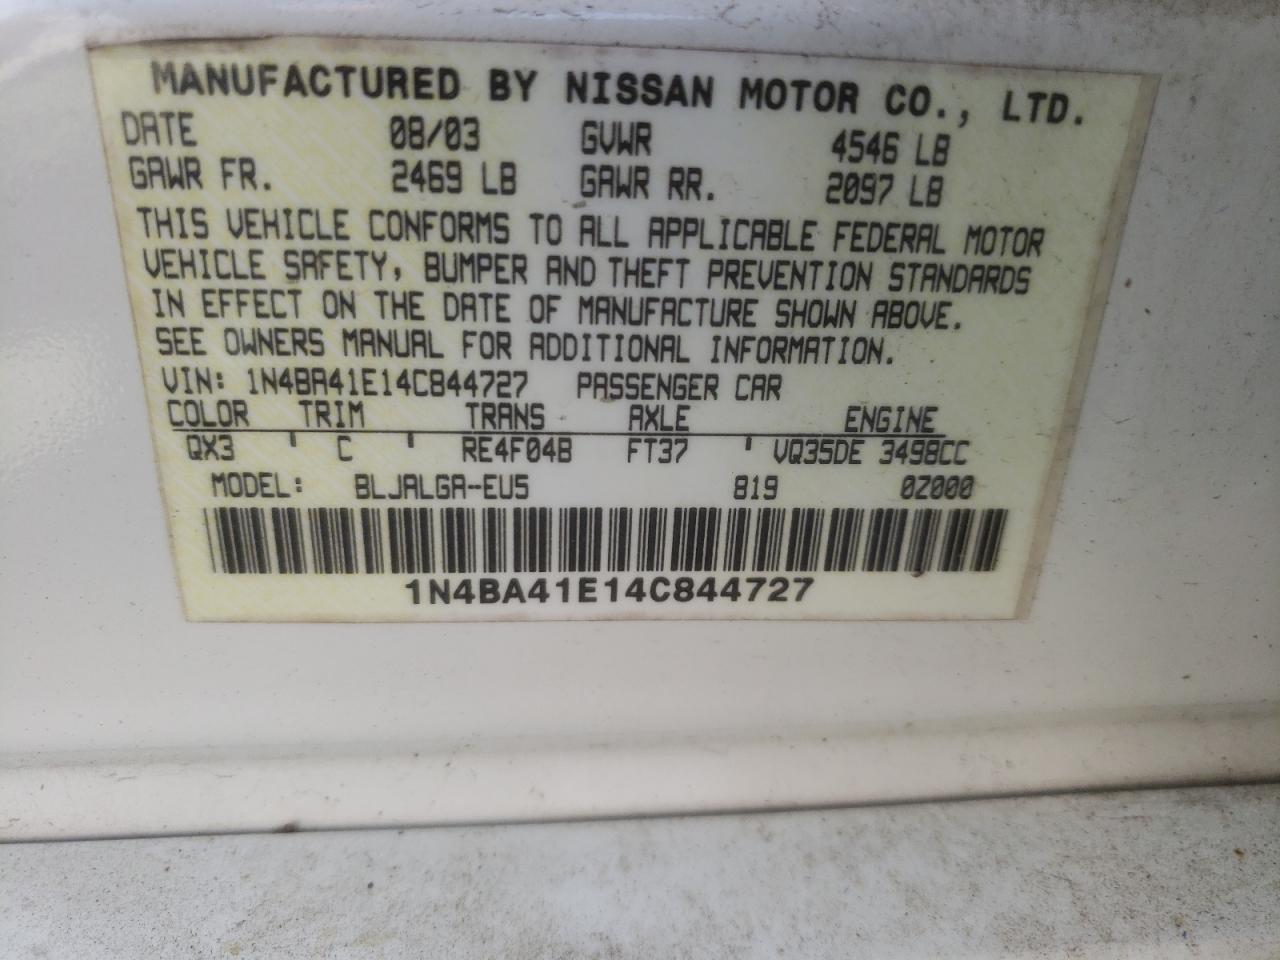 MANUFACTURED BY NISSAN MOTOR CO., LTD.
DATE 08/03 GVWR 4546 LB
GAWR FR. 2469 LB GAWR RR. 2097 LB
THIS VEHICLE CONFORMS TO ALL APPLICABLE FEDERAL MOTOR
VEHICLE SAFETY, BUMPER AND THEFT PREVENTION STANDARDS
IN EFFECT ON THE DATE OF MANUFACTURE SHOWN ABOVE.
SEE OWNERS MANUAL FOR ADDITIONAL INFORMATION.
VIN: 1N4BA41E14C844727 PASSENGER CAR
COLOR TRIM TRANS AXLE ENGINE
QX3 ' C ' RE4F04B FT37 ' VQ35DE 3498CC
MODEL: BLJALGA-EU5 819 0Z000
1N4BA41E14C844727